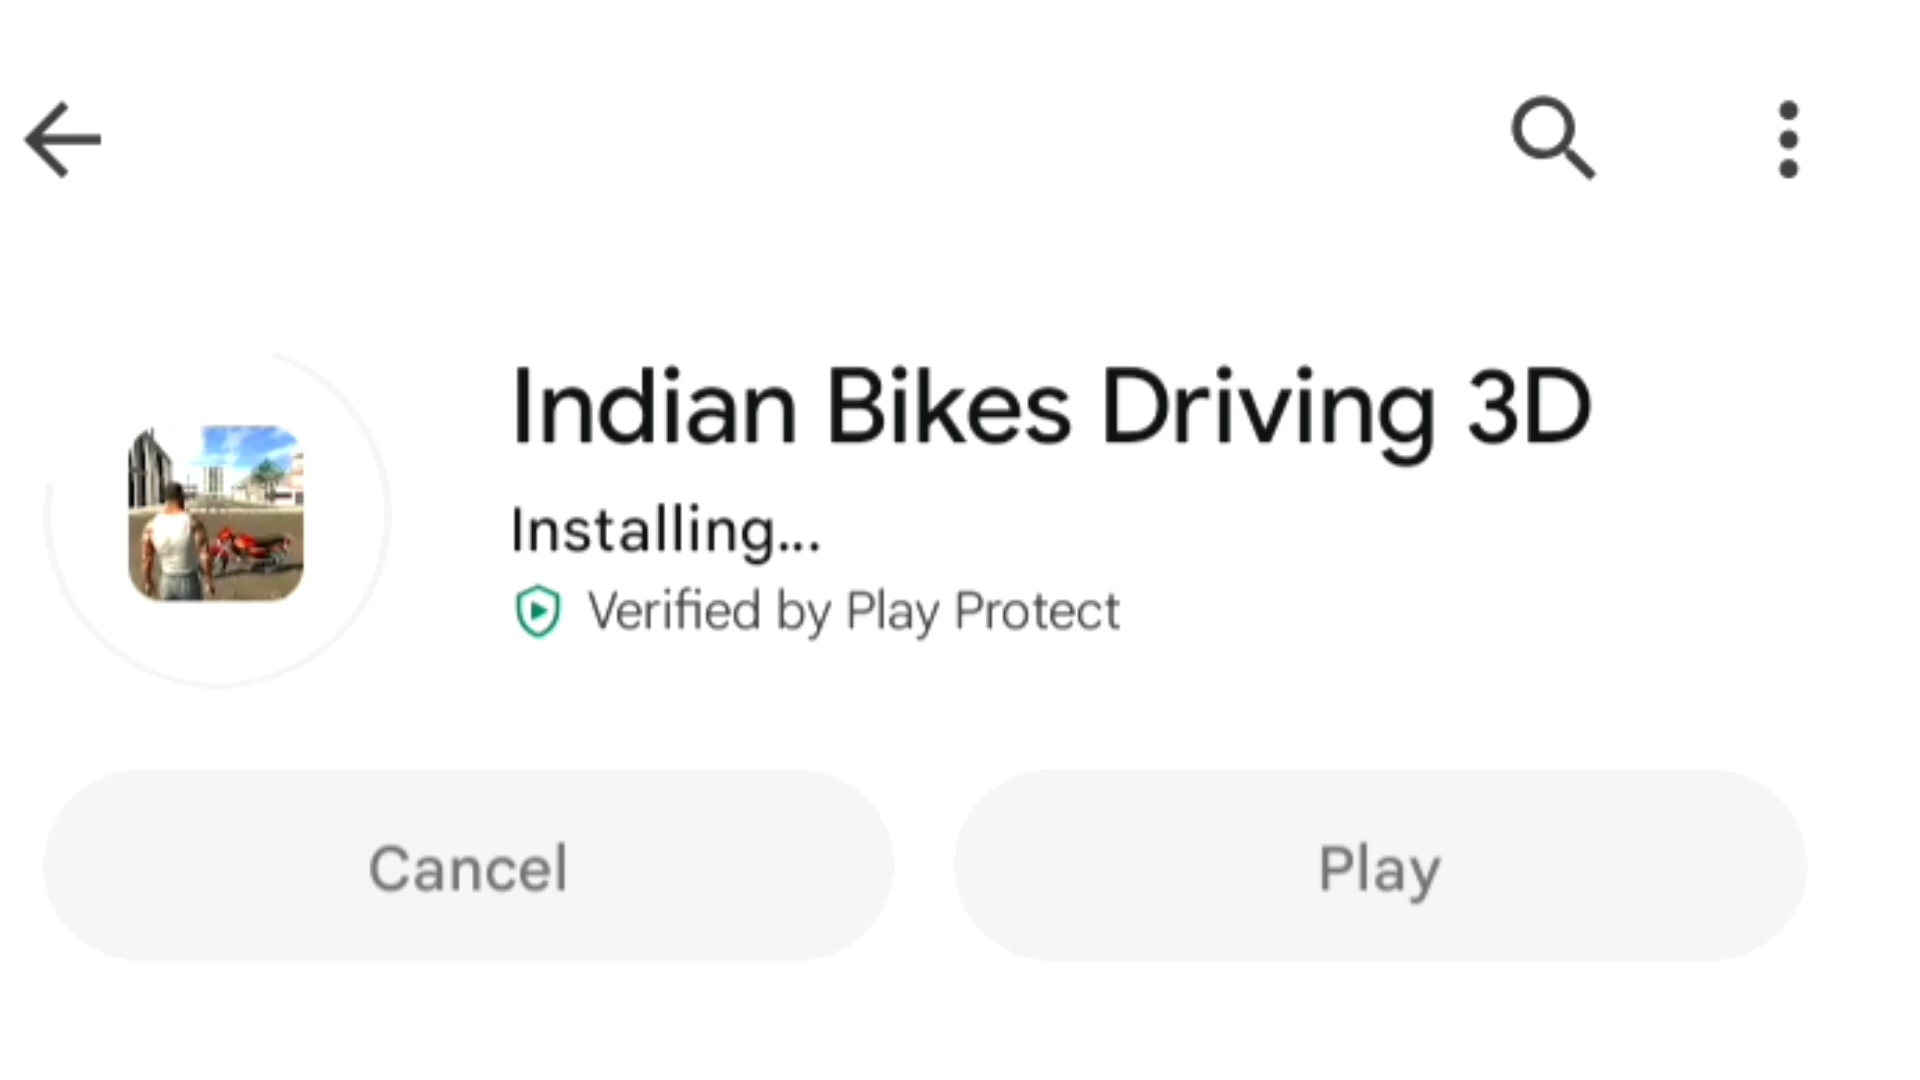 Indian Bikes Driving 3D
Installing...
Verified by Play Protect
Cancel
Play